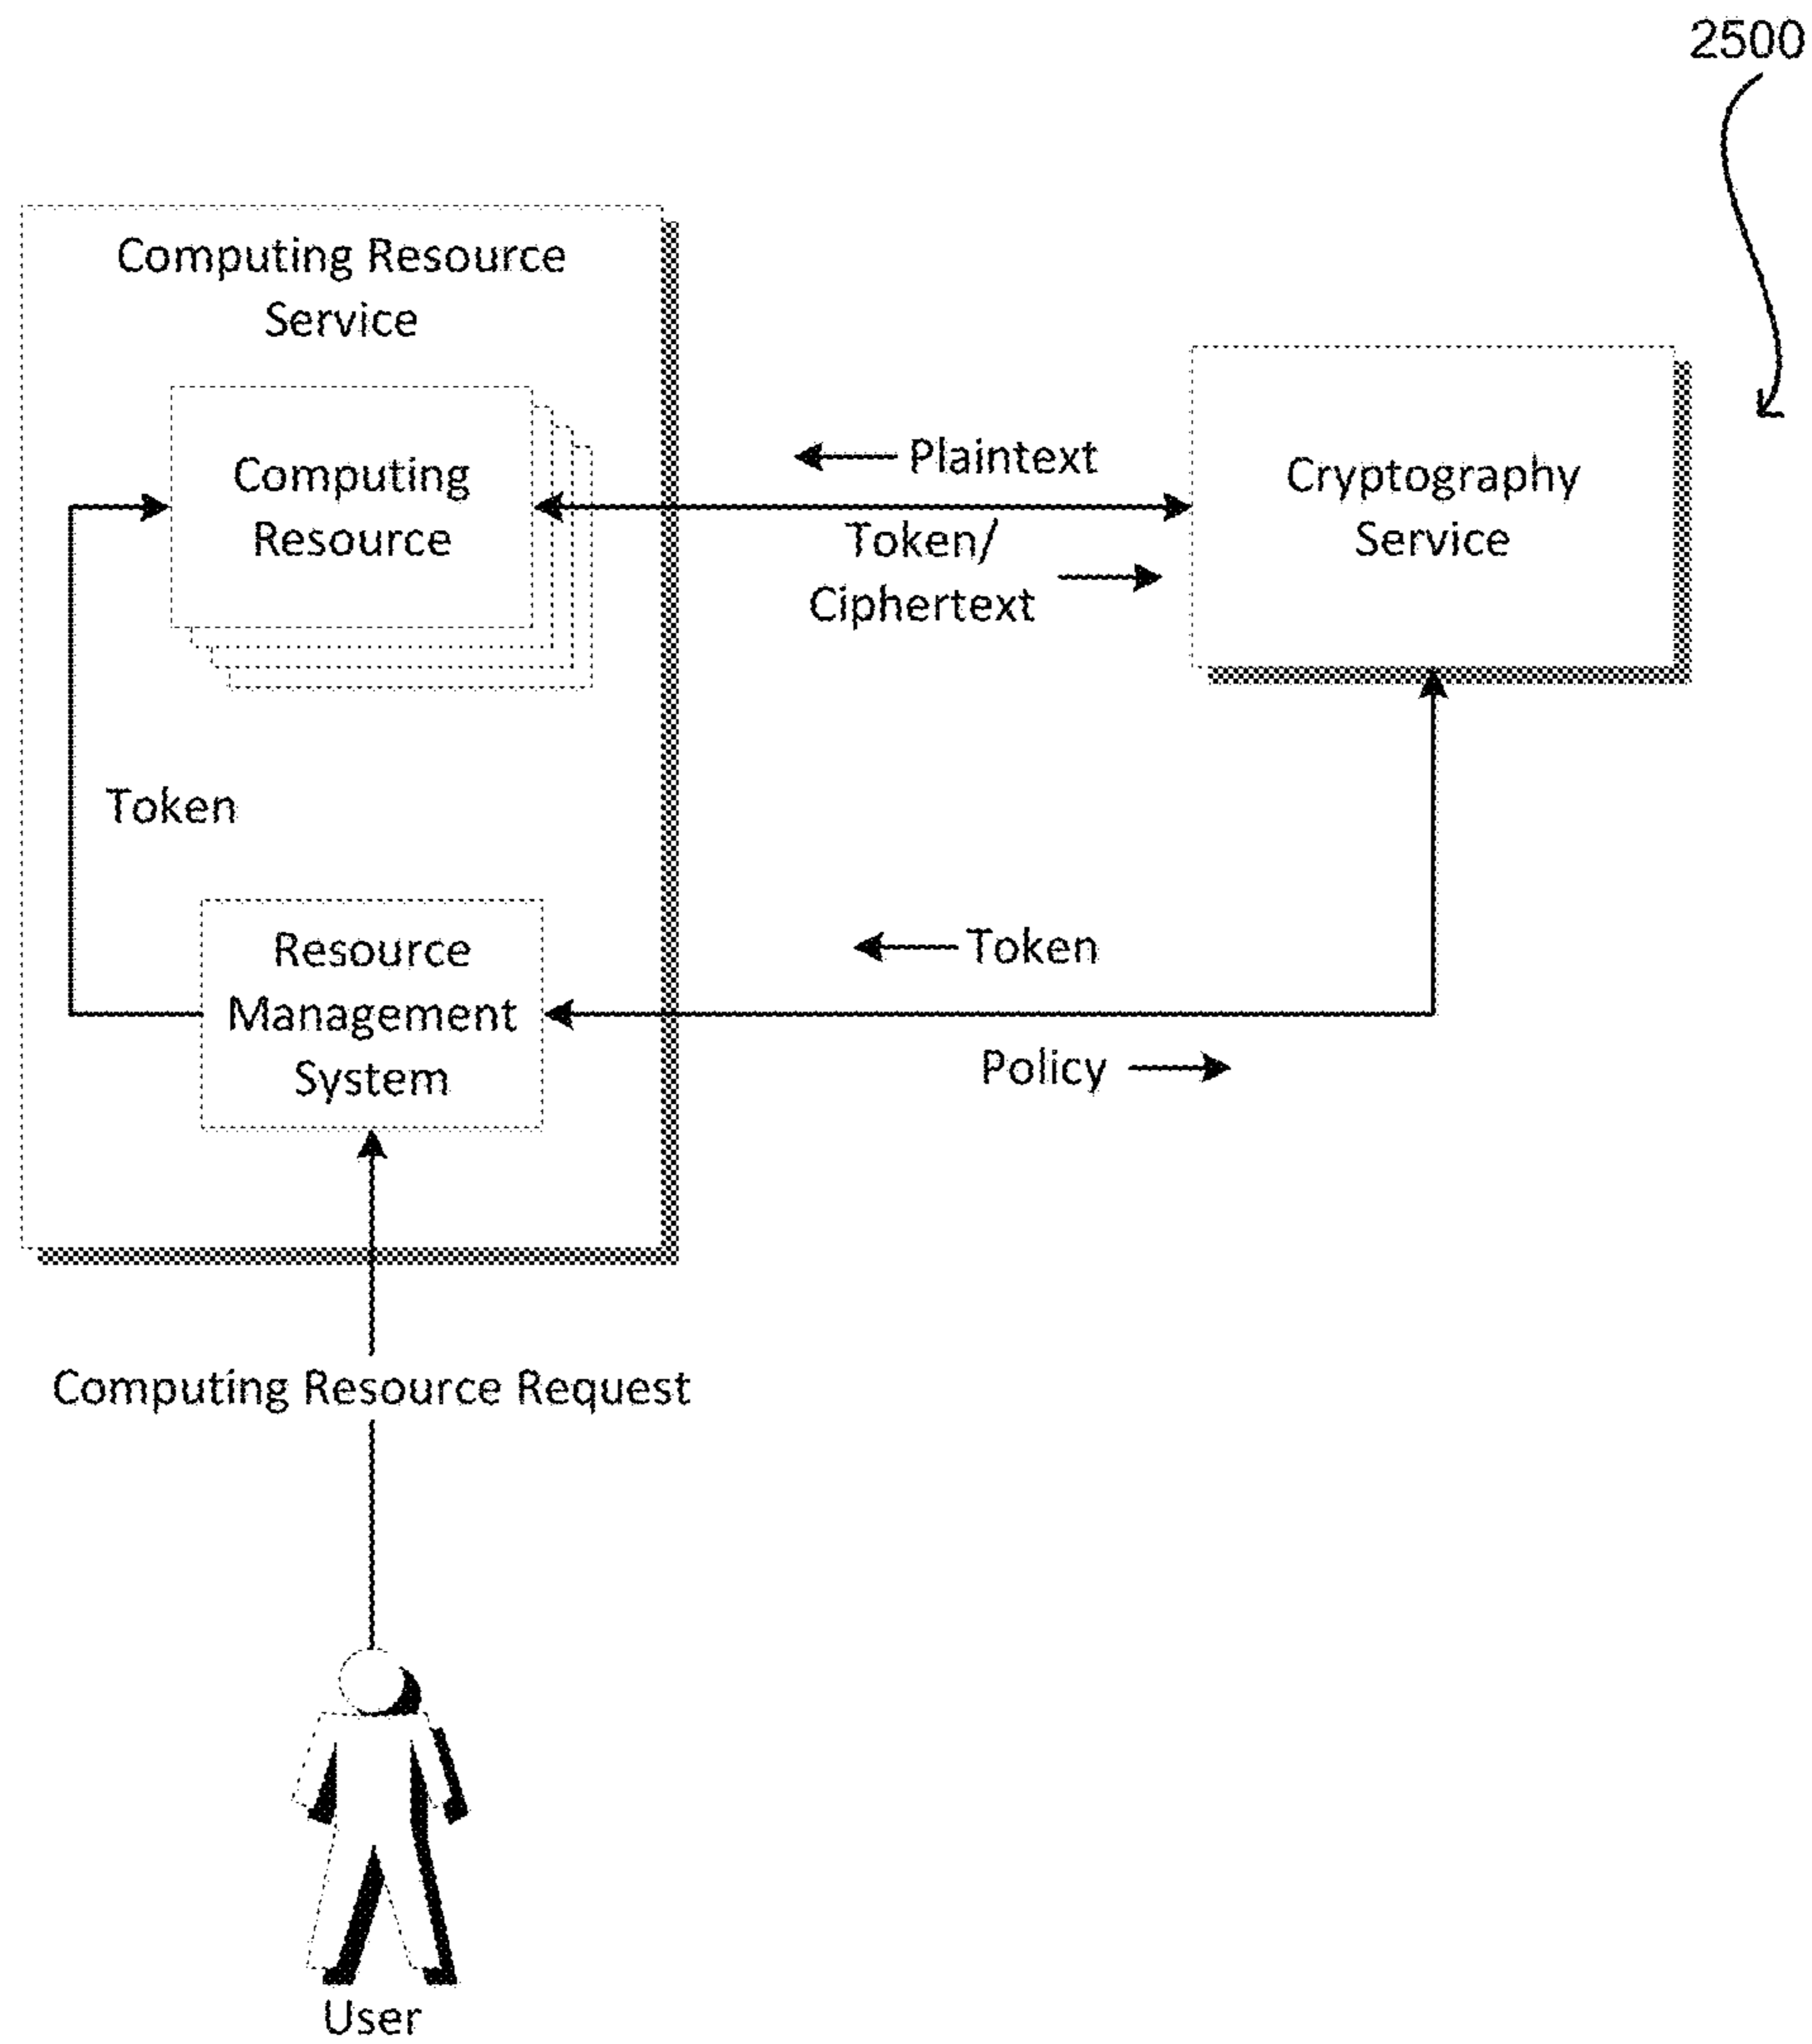 2500
Computing Resource
Service
Computing
Resource
Plaintext
Token/
Ciphertext
Cryptography
Service
Token
Resource
Management
System
Token
Policy
Computing Resource Request
User